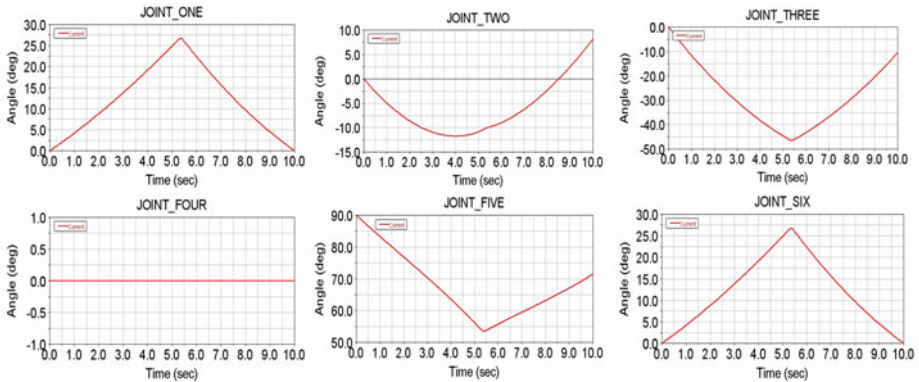 JOINT_ONE
30.0
25.0
20.0
15.0
10.0
5.0
0.0
Angle (deg)
Current
0.0 1.0 2.0 3.0 4.0 5.0 6.0 7.0 8.0 9.0 10.0
Time (sec)
JOINT_TWO
10.0
5.0
0.0
-5.0
-10.0
-15.0
Angle (deg)
Current
0.0 1.0 2.0 3.0 4.0 5.0 6.0 7.0 8.0 9.0 10.0
Time (sec)
JOINT_THREE
0.0
-10.0
-20.0
-30.0
-40.0
-50.0
Angle (deg)
Current
0.0 1.0 2.0 3.0 4.0 5.0 6.0 7.0 8.0 9.0 10.0
Time (sec)
JOINT_FOUR
1.0
0.5
0.0
-0.5
-1.0
Angle (deg)
Current
0.0 1.0 2.0 3.0 4.0 5.0 6.0 7.0 8.0 9.0 10.0
Time (sec)
JOINT_FIVE
90.0
80.0
70.0
60.0
50.0
Angle (deg)
Current
0.0 1.0 2.0 3.0 4.0 5.0 6.0 7.0 8.0 9.0 10.0
Time (sec)
JOINT_SIX
30.0
25.0
20.0
15.0
10.0
5.0
0.0
Angle (deg)
Current
0.0 1.0 2.0 3.0 4.0 5.0 6.0 7.0 8.0 9.0 10.0
Time (sec)